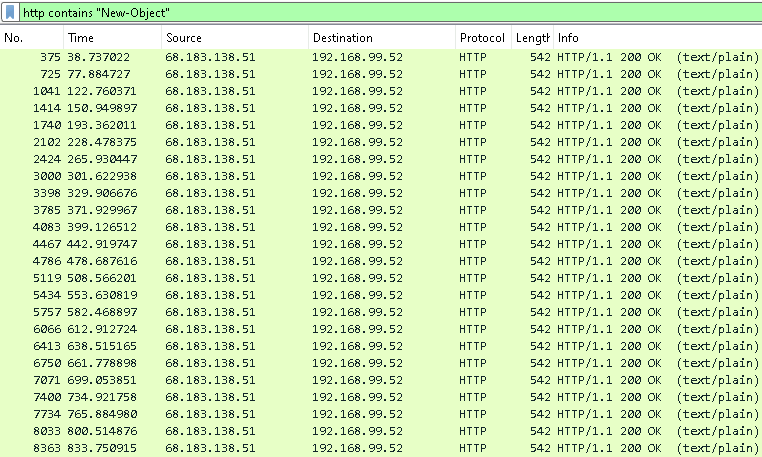 http contains "New-Object"
No. Time Source Destination Protocol Length Info
375 38.737022 68.183.138.51 192.168.99.52 HTTP 542 HTTP/1.1 200 OK (text/plain)
725 77.884727 68.183.138.51 192.168.99.52 HTTP 542 HTTP/1.1 200 OK (text/plain)
1041 122.760371 68.183.138.51 192.168.99.52 HTTP 542 HTTP/1.1 200 OK (text/plain)
1414 150.949897 68.183.138.51 192.168.99.52 HTTP 542 HTTP/1.1 200 OK (text/plain)
1740 193.362011 68.183.138.51 192.168.99.52 HTTP 542 HTTP/1.1 200 OK (text/plain)
2102 228.478375 68.183.138.51 192.168.99.52 HTTP 542 HTTP/1.1 200 OK (text/plain)
2424 265.930447 68.183.138.51 192.168.99.52 HTTP 542 HTTP/1.1 200 OK (text/plain)
3000 301.622938 68.183.138.51 192.168.99.52 HTTP 542 HTTP/1.1 200 OK (text/plain)
3398 329.906676 68.183.138.51 192.168.99.52 HTTP 542 HTTP/1.1 200 OK (text/plain)
3785 371.929967 68.183.138.51 192.168.99.52 HTTP 542 HTTP/1.1 200 OK (text/plain)
4083 399.126512 68.183.138.51 192.168.99.52 HTTP 542 HTTP/1.1 200 OK (text/plain)
4467 442.919747 68.183.138.51 192.168.99.52 HTTP 542 HTTP/1.1 200 OK (text/plain)
4786 478.687616 68.183.138.51 192.168.99.52 HTTP 542 HTTP/1.1 200 OK (text/plain)
5119 508.566201 68.183.138.51 192.168.99.52 HTTP 542 HTTP/1.1 200 OK (text/plain)
5434 553.630819 68.183.138.51 192.168.99.52 HTTP 542 HTTP/1.1 200 OK (text/plain)
5757 582.468897 68.183.138.51 192.168.99.52 HTTP 542 HTTP/1.1 200 OK (text/plain)
6066 612.912724 68.183.138.51 192.168.99.52 HTTP 542 HTTP/1.1 200 OK (text/plain)
6413 638.515165 68.183.138.51 192.168.99.52 HTTP 542 HTTP/1.1 200 OK (text/plain)
6750 661.778898 68.183.138.51 192.168.99.52 HTTP 542 HTTP/1.1 200 OK (text/plain)
7071 699.053851 68.183.138.51 192.168.99.52 HTTP 542 HTTP/1.1 200 OK (text/plain)
7400 734.921758 68.183.138.51 192.168.99.52 HTTP 542 HTTP/1.1 200 OK (text/plain)
7734 765.884980 68.183.138.51 192.168.99.52 HTTP 542 HTTP/1.1 200 OK (text/plain)
8033 800.514876 68.183.138.51 192.168.99.52 HTTP 542 HTTP/1.1 200 OK (text/plain)
8363 833.750915 68.183.138.51 192.168.99.52 HTTP 542 HTTP/1.1 200 OK (text/plain)